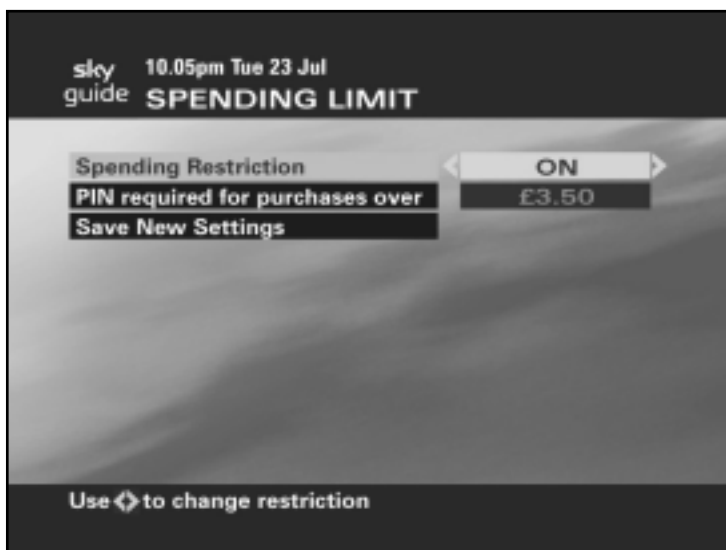 sky 10.05pm Tue 23 Jul
guide SPENDING LIMIT
Spending Restriction ON
PIN required for purchases over £3.50
Save New Settings
Use to change restriction